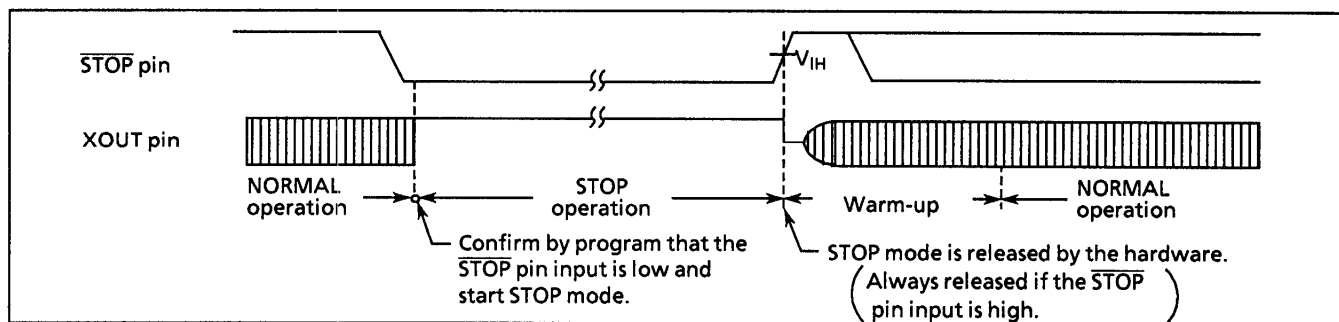 STOP pin
VIH
XOUT pin
NORMAL operation
STOP operation
Warm-up
NORMAL operation
Confirm by program that the
STOP pin input is low and
start STOP mode.
STOP mode is released by the hardware.
(Always released if the STOP
pin input is high.)